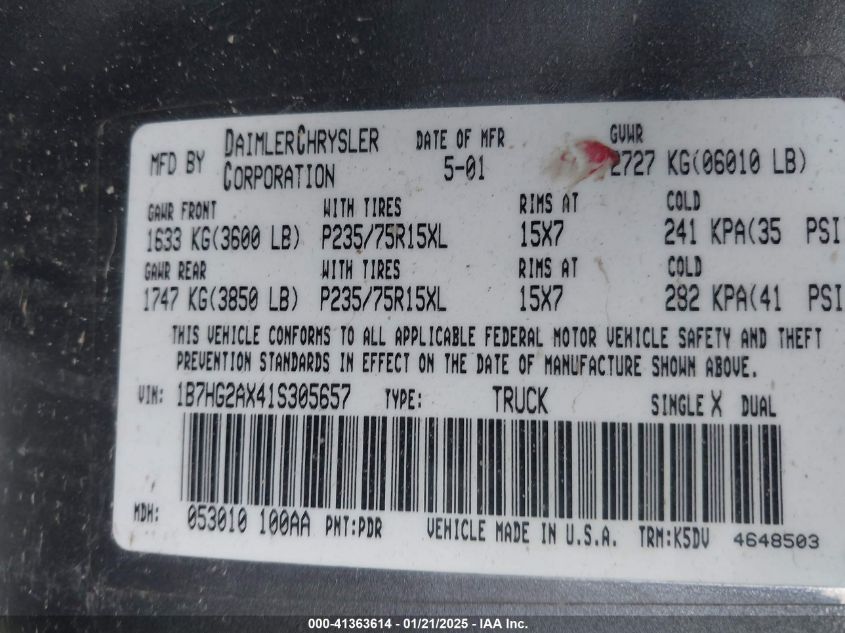 MFD BY DAIMLERCHRYSLER CORPORATION DATE OF MFR 5-01 GVWR 2727 KG(06010 LB)
GAWR FRONT WITH TIRES RIMS AT COLD
1633 KG(3600 LB) P235/75R15XL 15X7 241 KPA(35 PSI
GAWR REAR WITH TIRES RIMS AT COLD
1747 KG(3850 LB) P235/75R15XL 15X7 282 KPA(41 PSI
THIS VEHICLE CONFORMS TO ALL APPLICABLE FEDERAL MOTOR VEHICLE SAFETY AND THEFT
PREVENTION STANDARDS IN EFFECT ON THE DATE OF MANUFACTURE SHOWN ABOVE.
VIN: 1B7HG2AX41S305657 TYPE: TRUCK SINGLE X DUAL
MDH: 053010 100AA PNT:PDR VEHICLE MADE IN U.S.A. TRM:K5DV 4648503
000-41363614 - 01/21/2025 - IAA Inc.